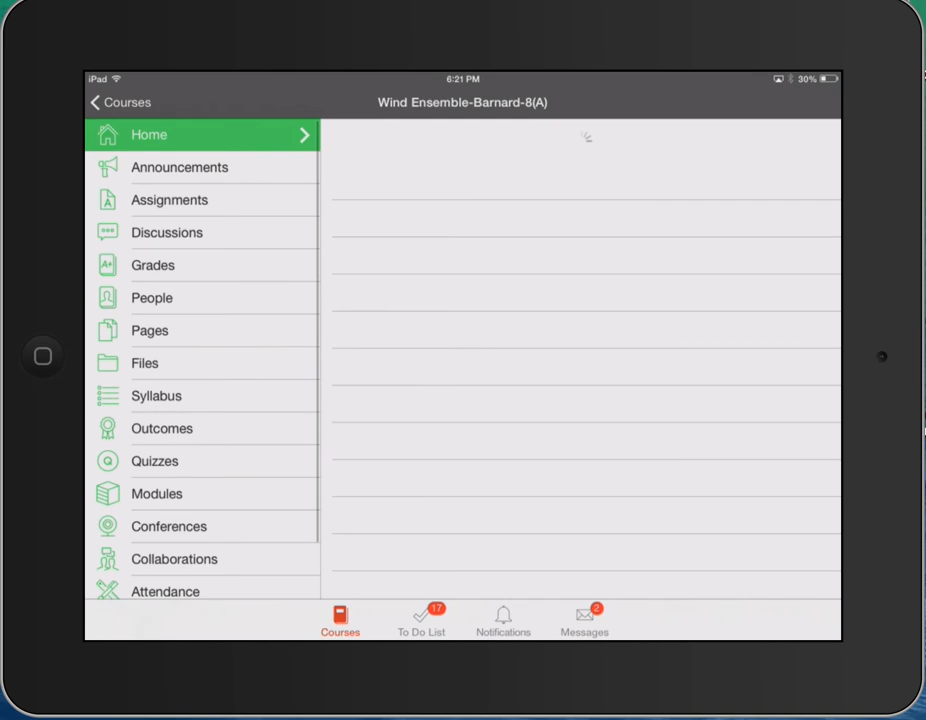 iPad 6:21 PM 30%
Courses Wind Ensemble-Barnard-8(A)
Home
Announcements
A Assignments
Discussions
A+ Grades
People
Pages
Files
Syllabus
Outcomes
Q Quizzes
Modules
Conferences
Collaborations
Attendance
17 2
Courses To Do List Notifications Messages